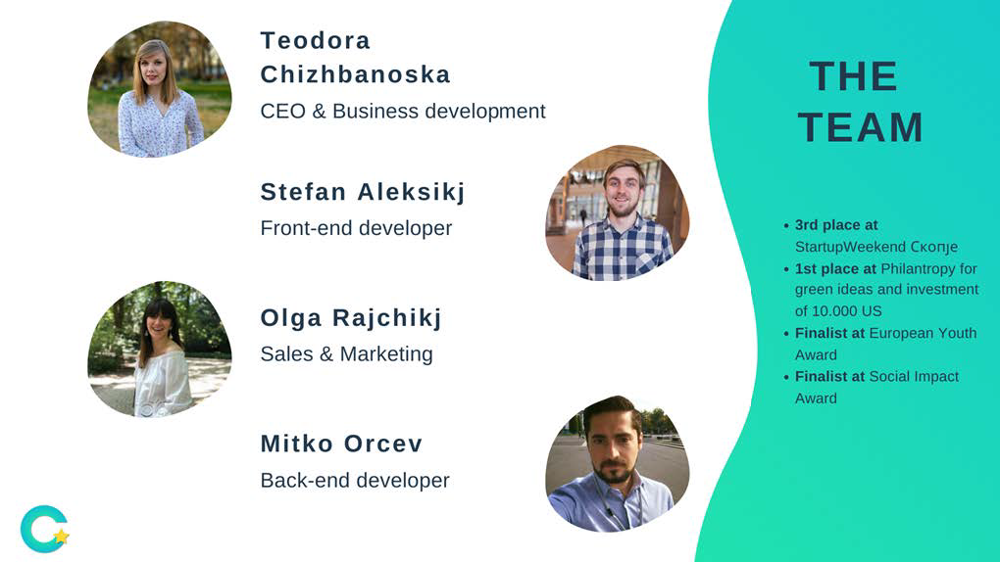 Teodora
Chizhbanoska
CEO & Business development
Stefan Aleksikj
Front-end developer
Olga Rajchikj
Sales & Marketing
Mitko Orcev
Back-end developer
THE
TEAM
• 3rd place at
StartupWeekend Скопје
• 1st place at Philantropy for
green ideas and investment
of 10.000 US
• Finalist at European Youth
Award
• Finalist at Social Impact
Award